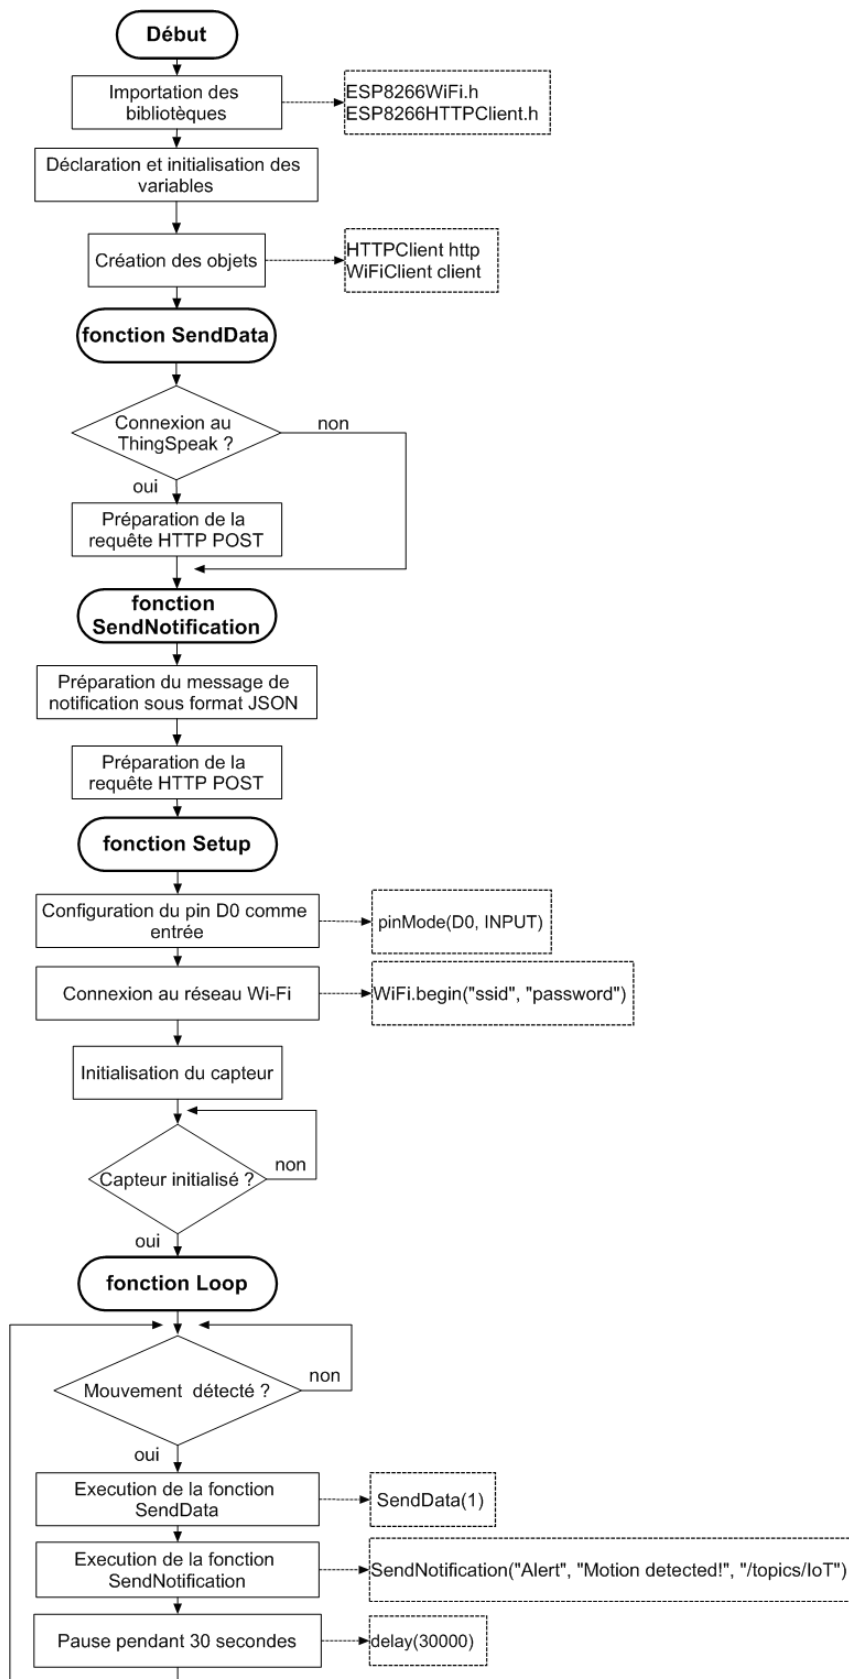 Début
Importation des
bibliotèques
ESP8266WiFi.h
ESP8266HTTPClient.h
Déclaration et initialisation des
variables
Création des objets
HTTPClient http
WiFiClient client
fonction SendData
Connexion au
ThingSpeak ?
non
oui
Préparation de la
requête HTTP POST
fonction
SendNotification
Préparation du message de
notification sous format JSON
Préparation de la
requête HTTP POST
fonction Setup
Configuration du pin D0 comme
entrée
pinMode(D0, INPUT)
Connexion au réseau Wi-Fi
WiFi.begin("ssid", "password")
Initialisation du capteur
Capteur initialisé ?
non
oui
fonction Loop
Mouvement détecté ?
non
oui
Execution de la fonction
SendData
SendData(1)
Execution de la fonction
SendNotification
SendNotification("Alert", "Motion detected!", "/topics/IoT")
Pause pendant 30 secondes
delay(30000)